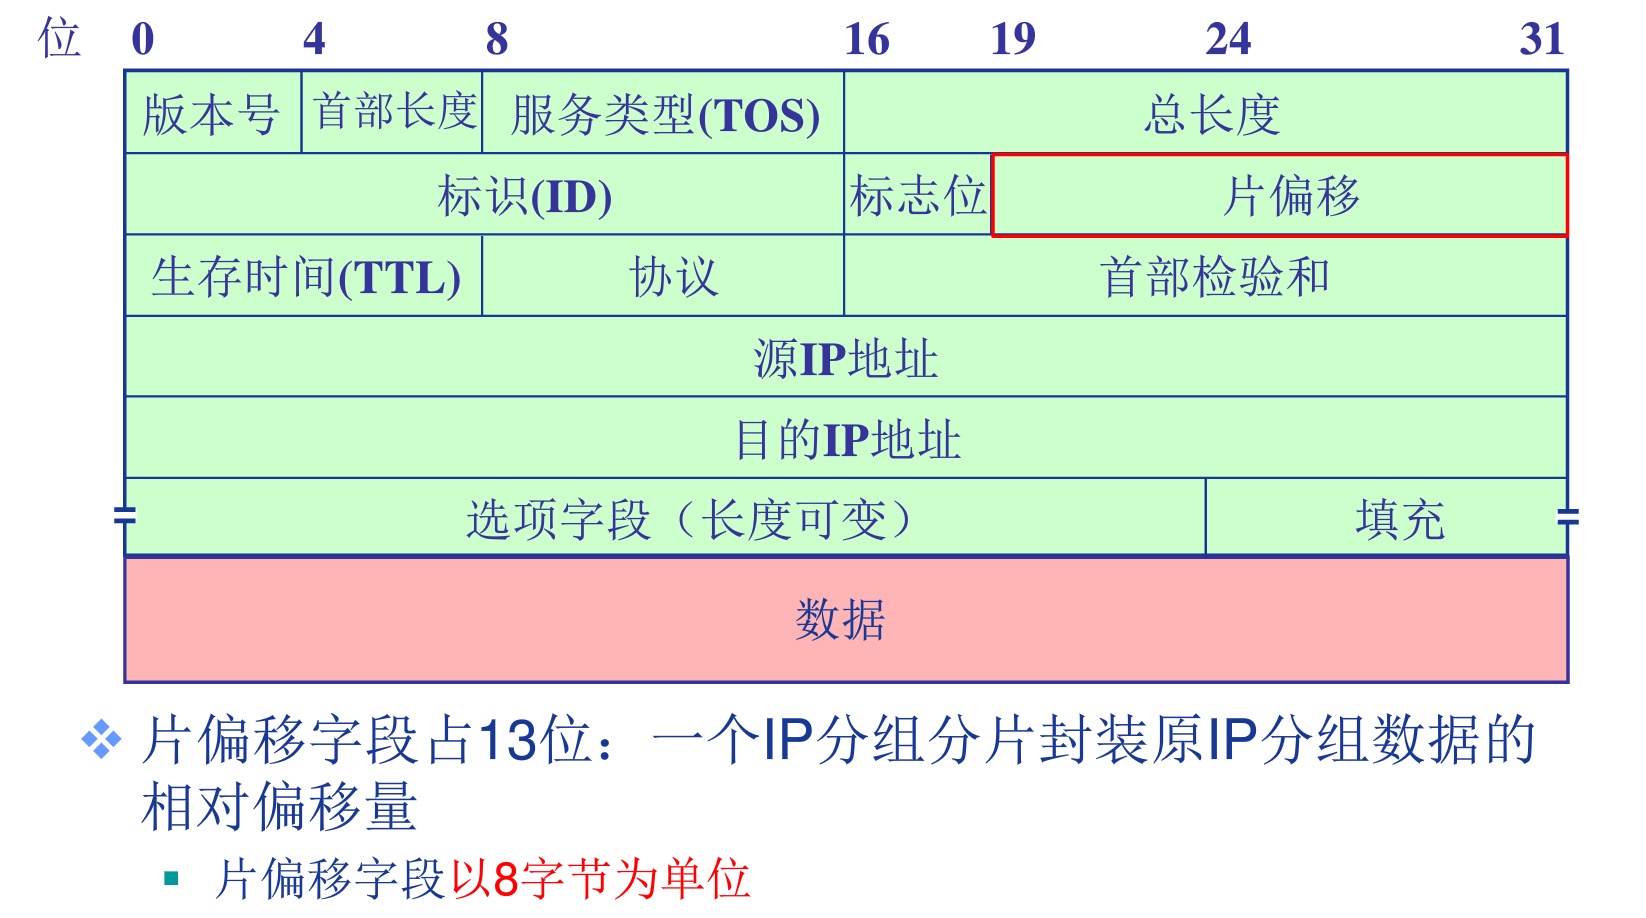 位 0 4 8 16 19 24 31
版本号 首部长度 服务类型(TOS) 总长度
标识(ID) 标志位 片偏移
生存时间(TTL) 协议 首部检验和
源IP地址
目的IP地址
选项字段（长度可变） 填充
数据
片偏移字段占13位：一个IP分组分片封装原IP分组数据的
相对偏移量
片偏移字段以8字节为单位